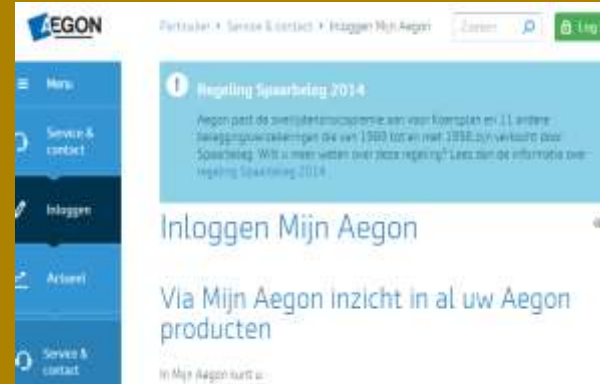 AEGON
Particulier • Service & contact • Inloggen Mijn Aegon
Zoeken
Log
Menu
Service &
contact
Inloggen
Actueel
Service &
contact
Regeling Spaarbeleg 2014
Aegon past de overlijdensrisicopremie aan voor Koersplan en 11 andere
beleggingsverzekeringen die van 1989 tot en met 1998 zijn verkocht door
Spaarbeleg. Wilt u meer weten over deze regeling? Lees dan de informatie over
regeling Spaarbeleg 2014
Inloggen Mijn Aegon
Via Mijn Aegon inzicht in al uw Aegon
producten
In Mijn Aegon kunt u